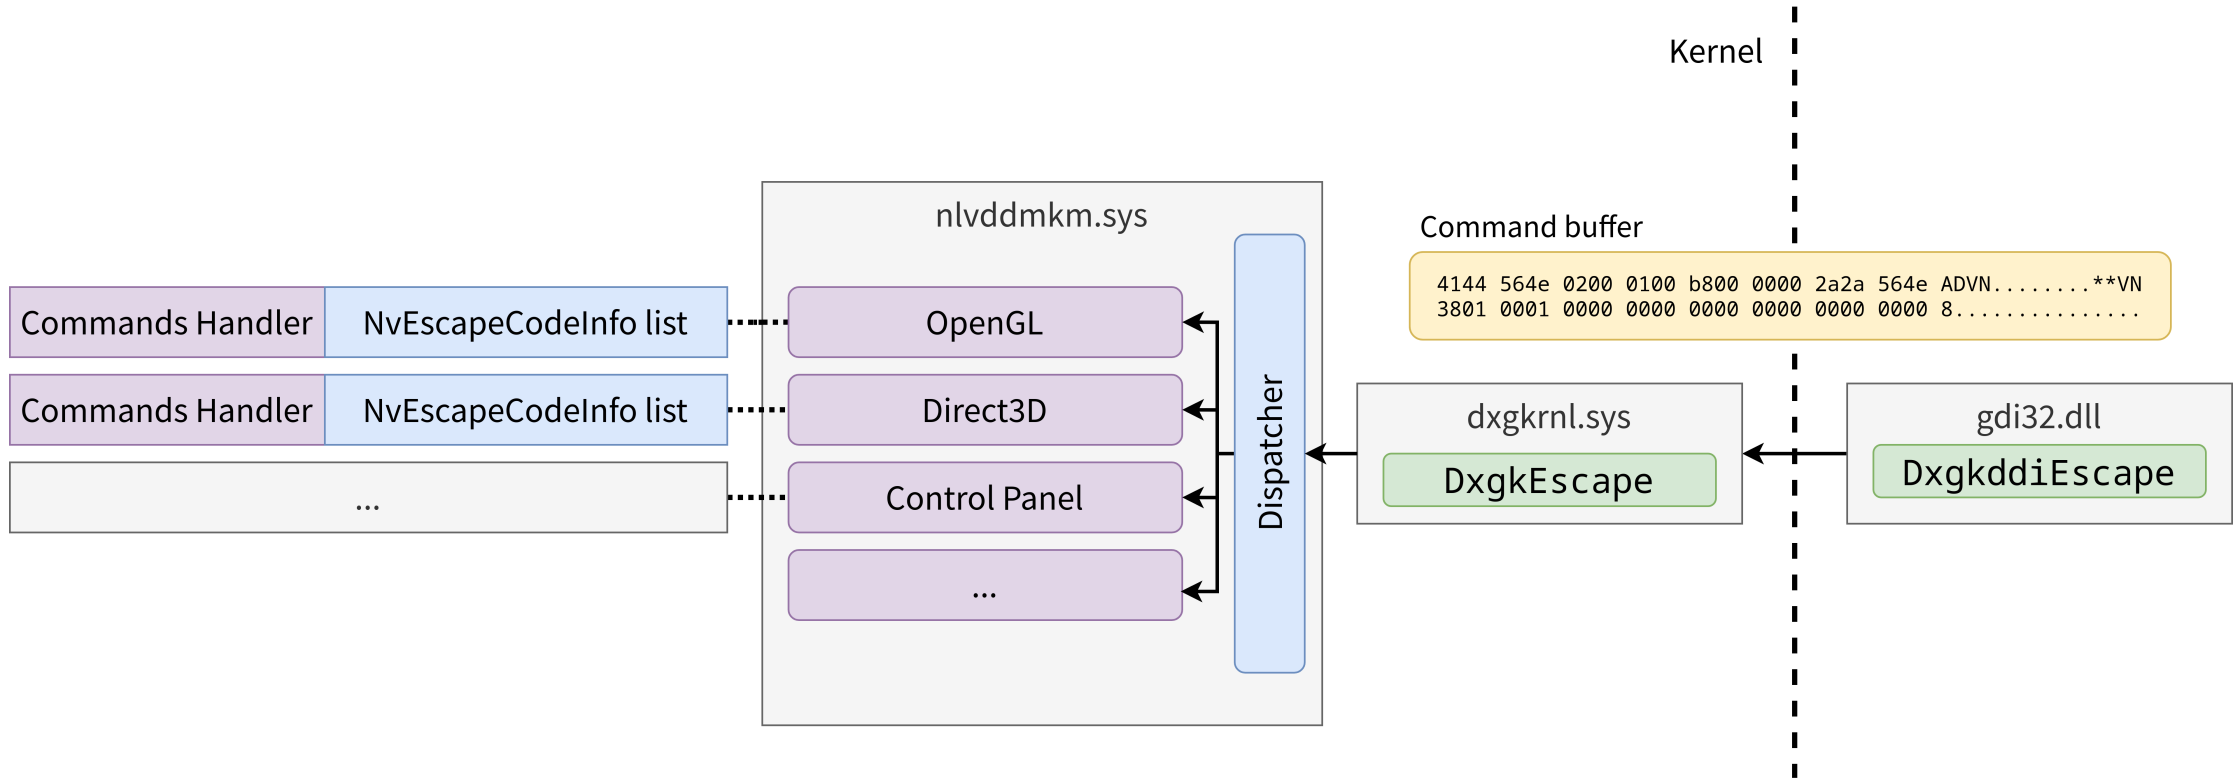 Kernel
nlvddmkm.sys
Command buffer
4144 564e 0200 0100 b800 0000 2a2a 564e ADVN........**VN
3801 0001 0000 0000 0000 0000 0000 0000 8...............
Commands Handler NvEscapeCodeInfo list
OpenGL
Commands Handler NvEscapeCodeInfo list
Direct3D
...
Control Panel
...
Dispatcher
dxgkrnl.sys
DxgkEscape
gdi32.dll
DxgkddiEscape